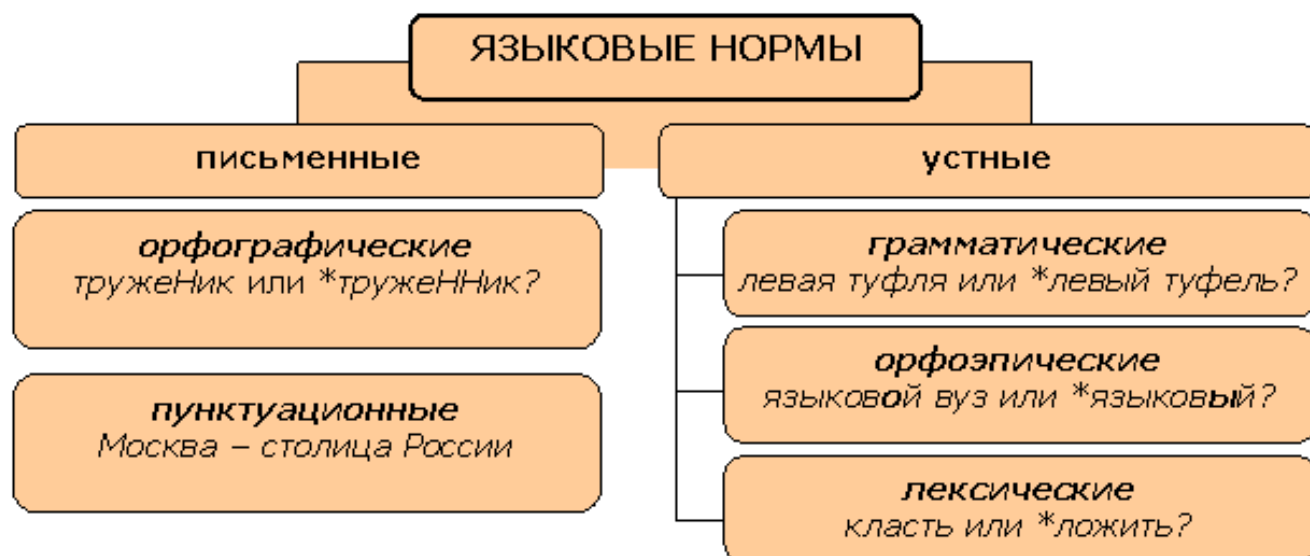 ЯЗЫКОВЫЕ НОРМЫ
письменные
орфографические
тружеНик или *тружеННик?
пунктуационные
Москва – столица России
устные
грамматические
левая туфля или *левый туфель?
орфоэпические
языковой вуз или *языковый?
лексические
класть или *ложить?